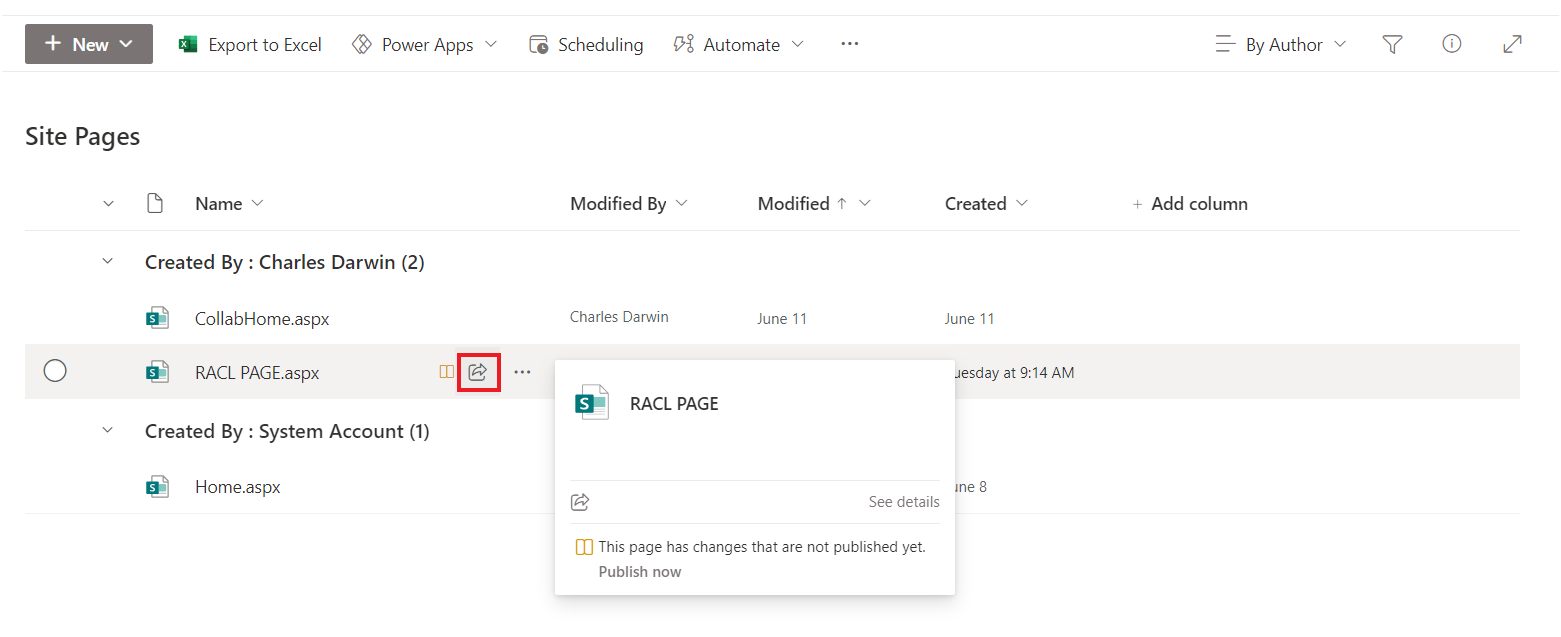 New Export to Excel Power Apps Scheduling Automate ... By Author
Site Pages
Name Modified By Modified Created + Add column
Created By : Charles Darwin (2)
CollabHome.aspx Charles Darwin June 11 June 11
RACL PAGE.aspx uesday at 9:14 AM
RACL PAGE
Created By : System Account (1)
Home.aspx une 8
See details
This page has changes that are not published yet.
Publish now